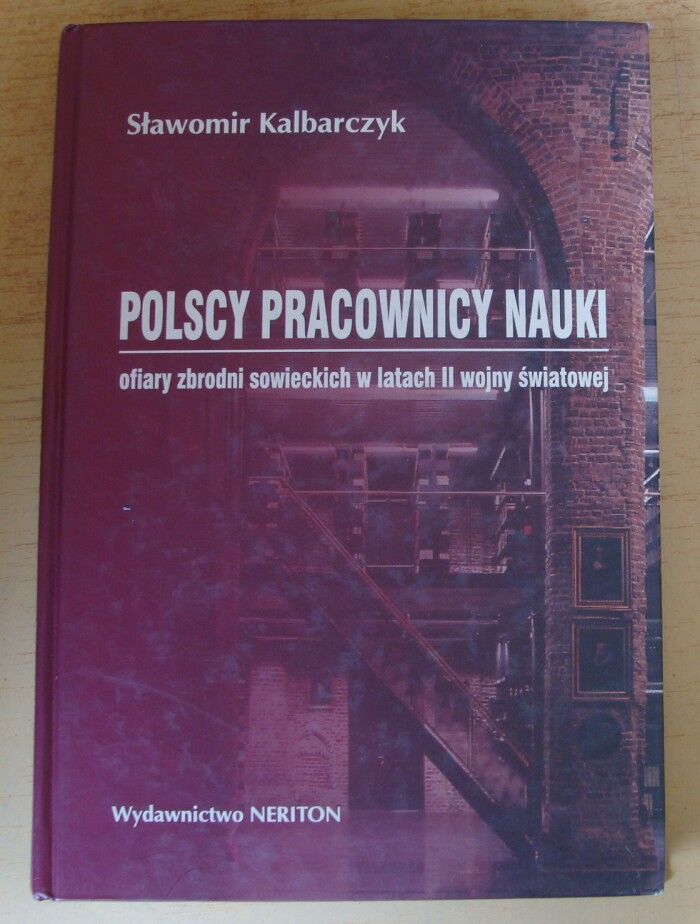 Sławomir Kalbarczyk
POLSCY PRACOWNICY NAUKI
ofiary zbrodni sowieckich w latach II wojny światowej
Wydawnictwo NERITON